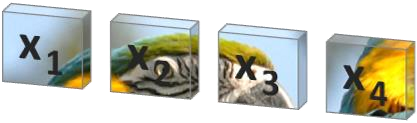 x₁ x₂ x₃ x₄